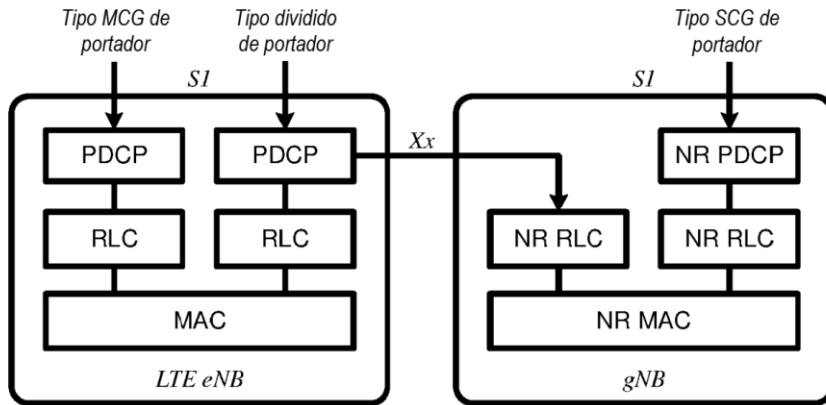 Tipo MCG de
portador
Tipo dividido
de portador
Tipo SCG de
portador
S1
S1
Xx
PDCP
PDCP
NR PDCP
RLC
RLC
NR RLC
NR RLC
MAC
NR MAC
LTE eNB
gNB